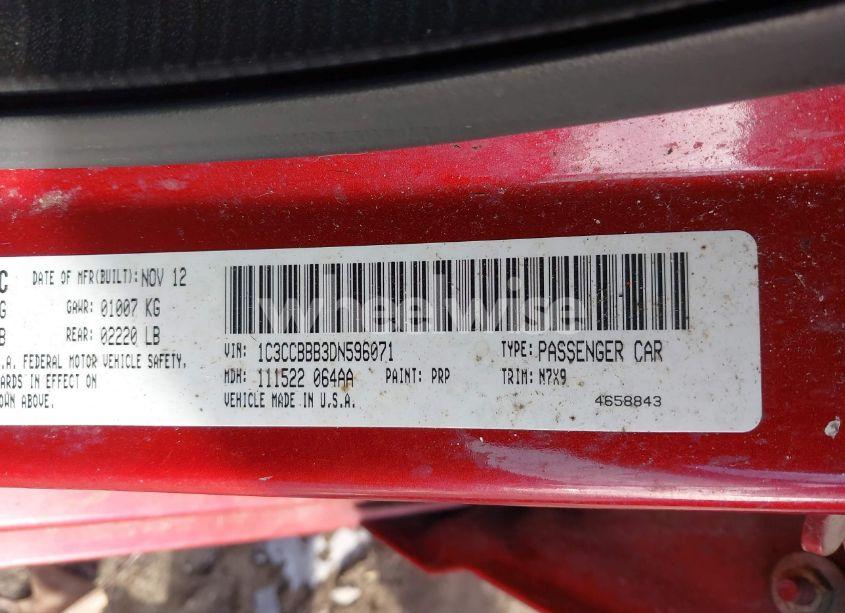 C DATE OF MFR(BUILT): NOV 12
G GAWR: 01007 KG
B REAR: 02220 LB
.A. FEDERAL MOTOR VEHICLE SAFETY,
ARDS IN EFFECT ON
OWN ABOVE.
wheelwise
VIN: 1C3CCBBB3DN596071 TYPE: PASSENGER CAR
MDH: 111522 064AA PAINT: PRP TRIM: N7X9
VEHICLE MADE IN U.S.A. 4658843